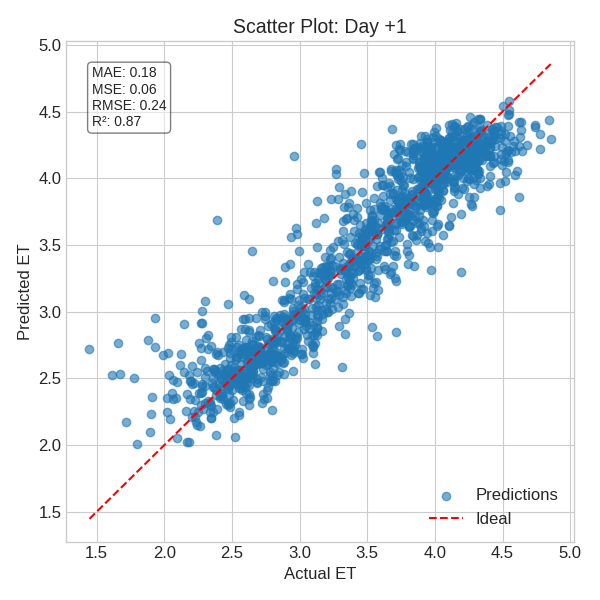 Scatter Plot: Day +1
MAE: 0.18
MSE: 0.06
RMSE: 0.24
R²: 0.87
Predicted ET
5.0
4.5
4.0
3.5
3.0
2.5
2.0
1.5
Predictions
Ideal
1.5 2.0 2.5 3.0 3.5 4.0 4.5 5.0
Actual ET